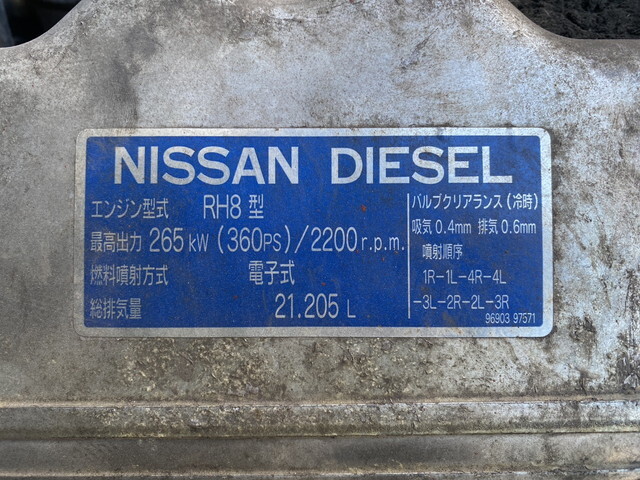 NISSAN DIESEL
エンジン型式 RH8 型
最高出力 265 kW (360PS)/2200 r.p.m.
燃料噴射方式 電子式
総排気量 21.205 L
バルブクリアランス (冷時)
吸気 0.4mm 排気 0.6mm
噴射順序
1R-1L-4R-4L
-3L-2R-2L-3R
96903 97571